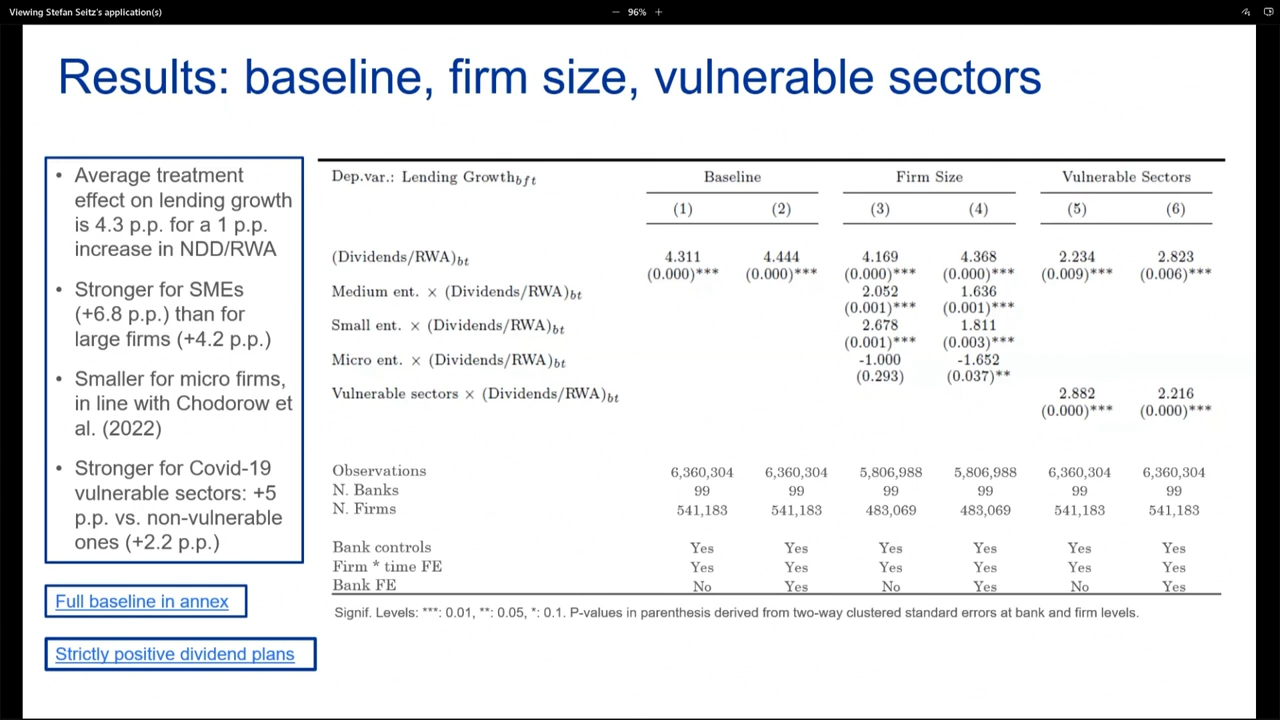 Viewing Stefan Seitz's application(s)
— 96% +
Results: baseline, firm size, vulnerable sectors
• Average treatment
effect on lending growth
is 4.3 p.p. for a 1 p.p.
increase in NDD/RWA
• Stronger for SMEs
(+6.8 p.p.) than for
large firms (+4.2 p.p.)
• Smaller for micro firms,
in line with Chodorow et
al. (2022)
• Stronger for Covid-19
vulnerable sectors: +5
p.p. vs. non-vulnerable
ones (+2.2 p.p.)
Full baseline in annex
Strictly positive dividend plans
Dep.var.: Lending Growth_bft Baseline Firm Size Vulnerable Sectors
(1) (2) (3) (4) (5) (6)
(Dividends/RWA)_bt 4.311 4.444 4.169 4.368 2.234 2.823
(0.000)*** (0.000)*** (0.000)*** (0.000)*** (0.009)*** (0.006)***
Medium ent. × (Dividends/RWA)_bt 2.052 1.636
(0.001)*** (0.001)***
Small ent. × (Dividends/RWA)_bt 2.678 1.811
(0.001)*** (0.003)***
Micro ent. × (Dividends/RWA)_bt -1.000 -1.652
(0.293) (0.037)**
Vulnerable sectors × (Dividends/RWA)_bt 2.882 2.216
(0.000)*** (0.000)***
Observations 6,360,304 6,360,304 5,806,988 5,806,988 6,360,304 6,360,304
N. Banks 99 99 99 99 99 99
N. Firms 541,183 541,183 483,069 483,069 541,183 541,183
Bank controls Yes Yes Yes Yes Yes Yes
Firm * time FE Yes Yes Yes Yes Yes Yes
Bank FE No Yes No Yes No Yes
Signif. Levels: ***: 0.01, **: 0.05, *: 0.1. P-values in parenthesis derived from two-way clustered standard errors at bank and firm levels.